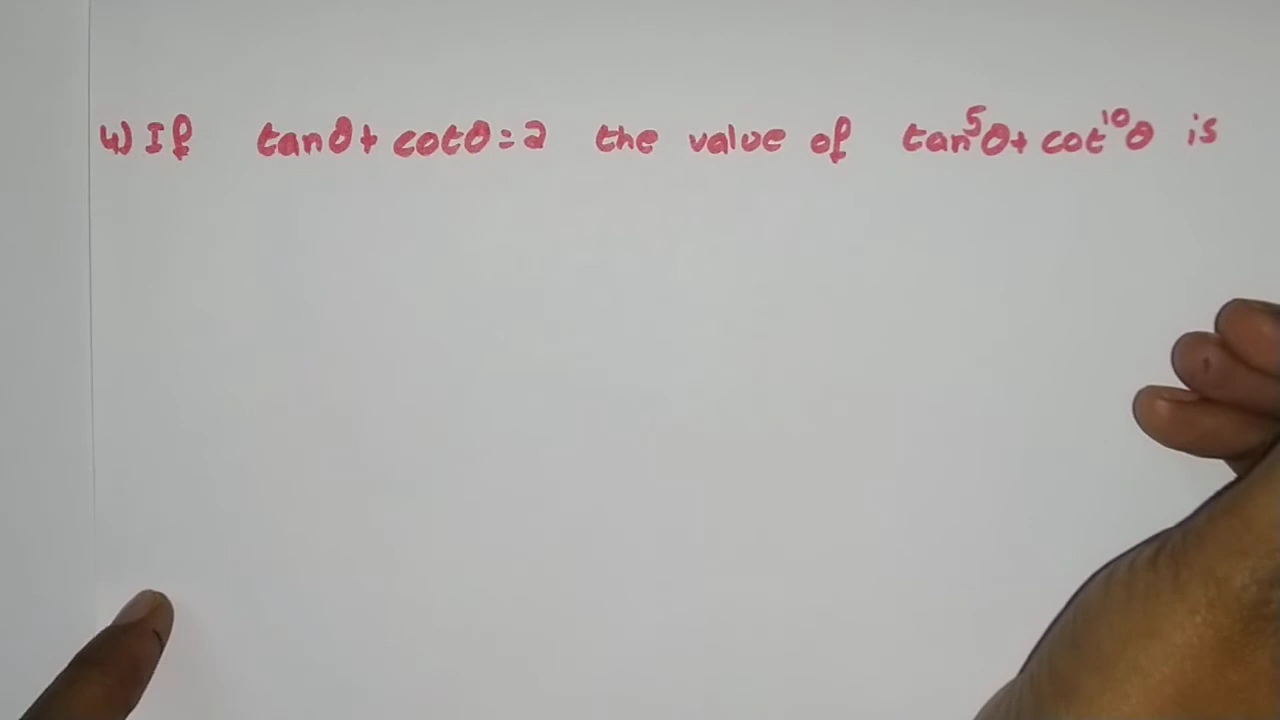 4) If tanθ + cotθ = 2 the value of tan⁵θ + cot¹⁰θ is